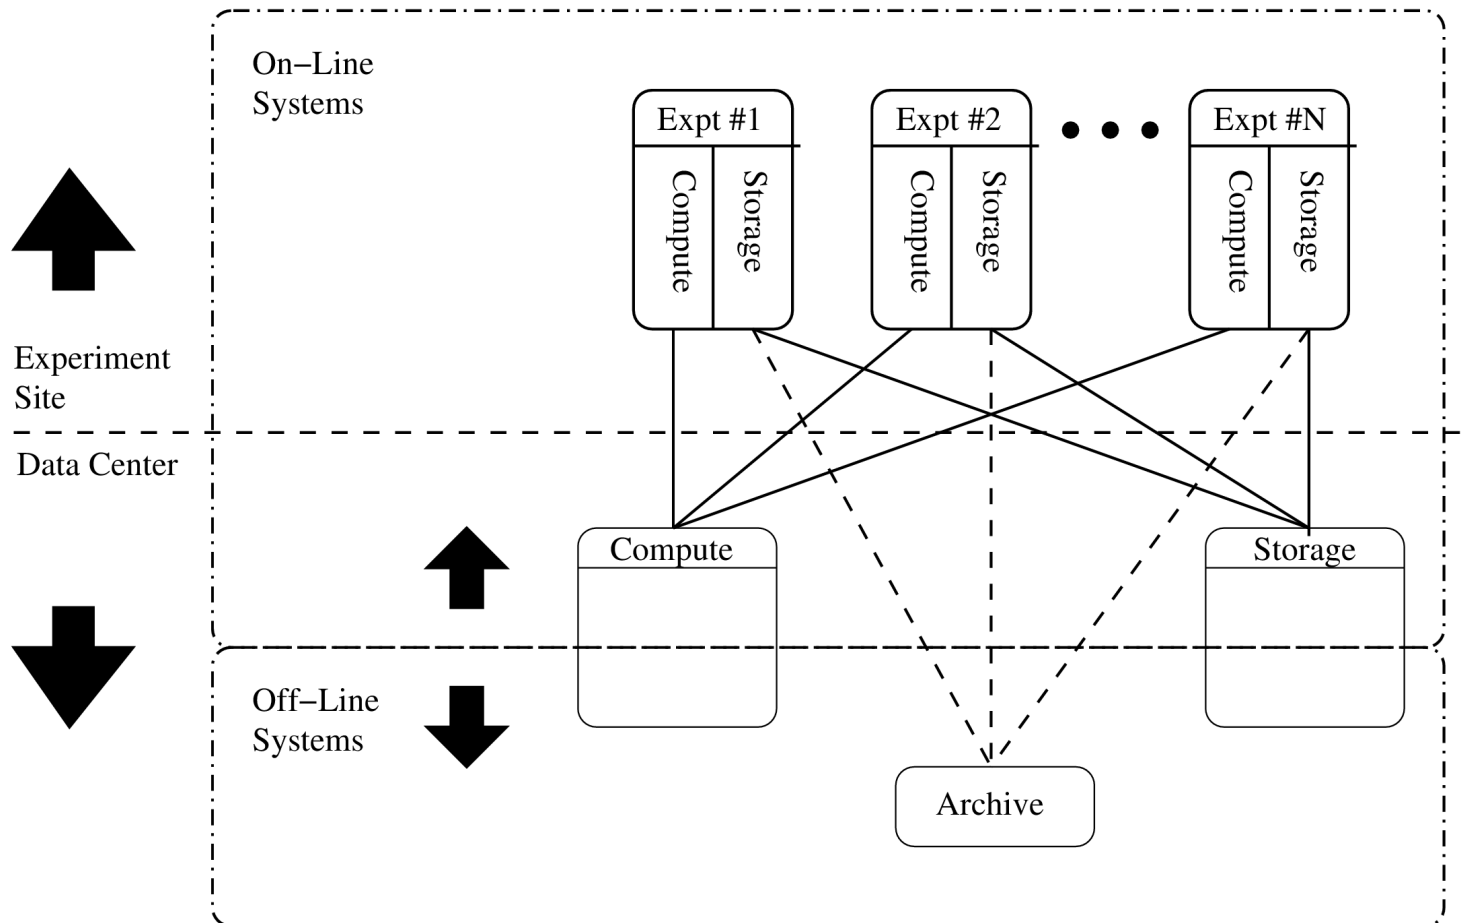 On−Line
Systems
Expt #1
Expt #2
Expt #N
Compute
Storage
Compute
Storage
Compute
Storage
Experiment
Site
Data Center
Compute
Storage
Off−Line
Systems
Archive